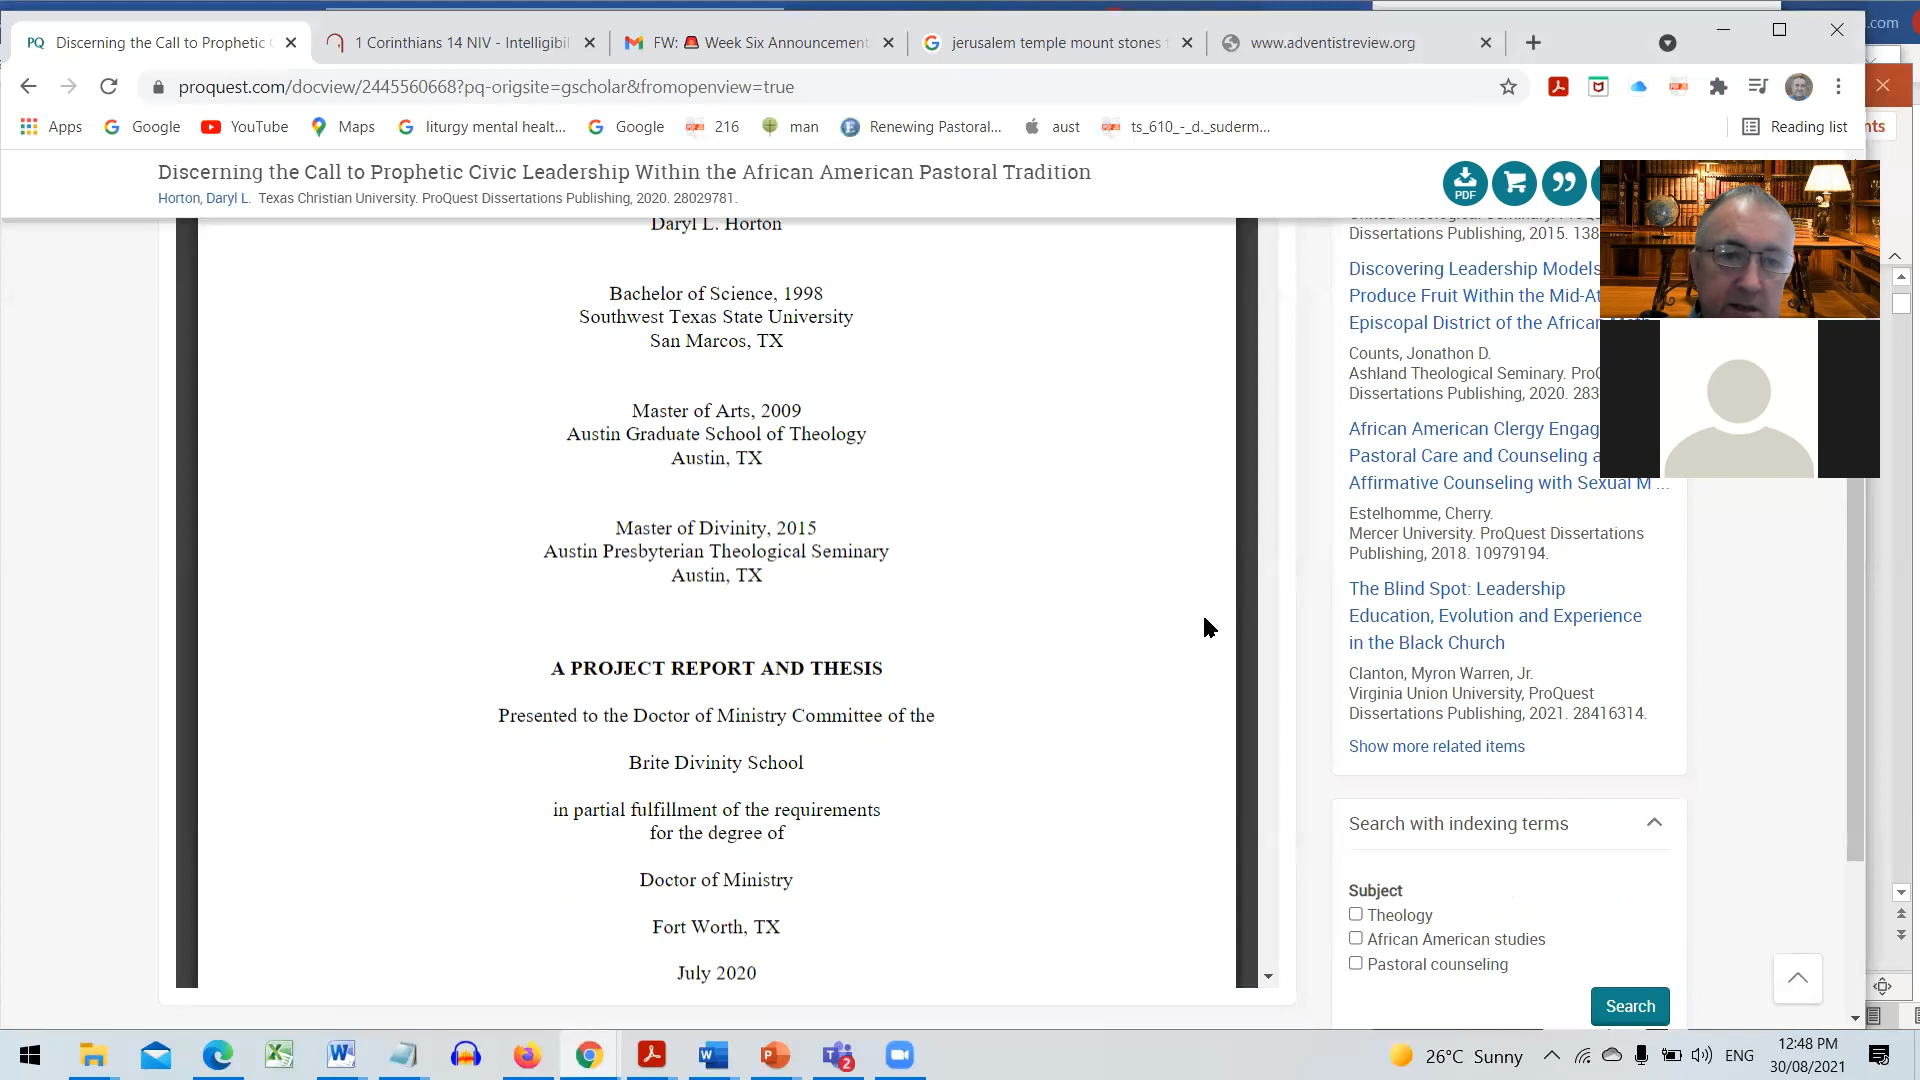 PQ Discerning the Call to Prophetic
1 Corinthians 14 NIV - Intelligibil
FW: 🚨 Week Six Announcement
jerusalem temple mount stones
www.adventistreview.org
.com
proquest.com/docview/2445560668?pq-origsite=gscholar&fromopenview=true
Apps
Google
YouTube
Maps
liturgy mental healt...
Google
216
man
Renewing Pastoral...
aust
ts_610_-_d._suderm...
Reading list
nts
Discerning the Call to Prophetic Civic Leadership Within the African American Pastoral Tradition
Horton, Daryl L. Texas Christian University. ProQuest Dissertations Publishing, 2020. 28029781.
PDF
Daryl L. Horton
Bachelor of Science, 1998
Southwest Texas State University
San Marcos, TX
Master of Arts, 2009
Austin Graduate School of Theology
Austin, TX
Master of Divinity, 2015
Austin Presbyterian Theological Seminary
Austin, TX
A PROJECT REPORT AND THESIS
Presented to the Doctor of Ministry Committee of the
Brite Divinity School
in partial fulfillment of the requirements
for the degree of
Doctor of Ministry
Fort Worth, TX
July 2020
United Theological Seminary. ProQ
Dissertations Publishing, 2015. 138
Discovering Leadership Models
Produce Fruit Within the Mid-At
Episcopal District of the African
Counts, Jonathon D.
Ashland Theological Seminary. Pro
Dissertations Publishing, 2020. 283
African American Clergy Engag
Pastoral Care and Counseling a
Affirmative Counseling with Sexual M ...
Estelhomme, Cherry.
Mercer University. ProQuest Dissertations
Publishing, 2018. 10979194.
The Blind Spot: Leadership
Education, Evolution and Experience
in the Black Church
Clanton, Myron Warren, Jr.
Virginia Union University, ProQuest
Dissertations Publishing, 2021. 28416314.
Show more related items
Search with indexing terms
Subject
Theology
African American studies
Pastoral counseling
Search
2
26°C Sunny
ENG
12:48 PM
30/08/2021